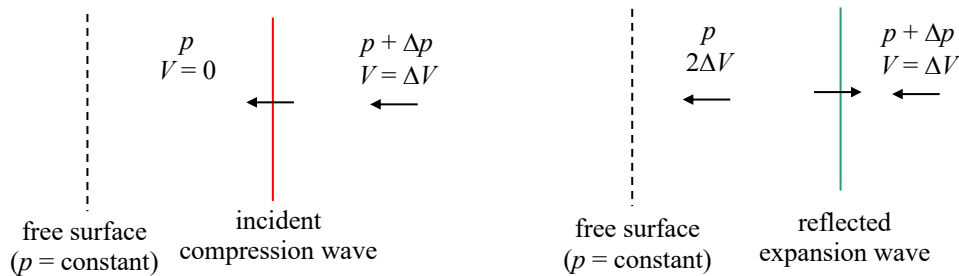 p
V = 0
p + Δp
V = ΔV
free surface
(p = constant)
incident
compression wave
p
2ΔV
p + Δp
V = ΔV
free surface
(p = constant)
reflected
expansion wave